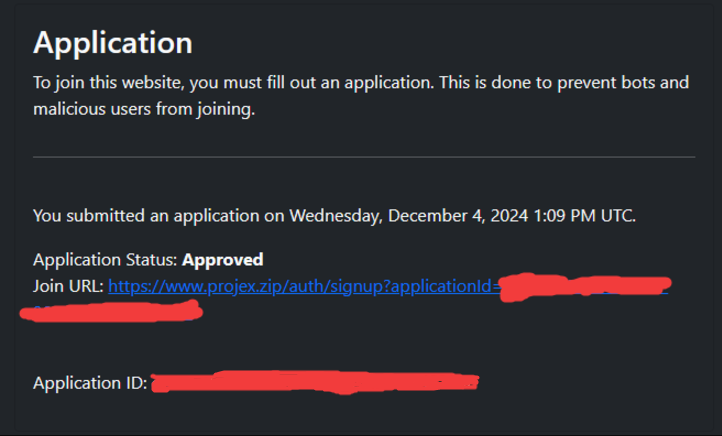 Application
To join this website, you must fill out an application. This is done to prevent bots and
malicious users from joining.
You submitted an application on Wednesday, December 4, 2024 1:09 PM UTC.
Application Status: Approved
Join URL: https://www.projex.zip/auth/signup?applicationId=
Application ID: